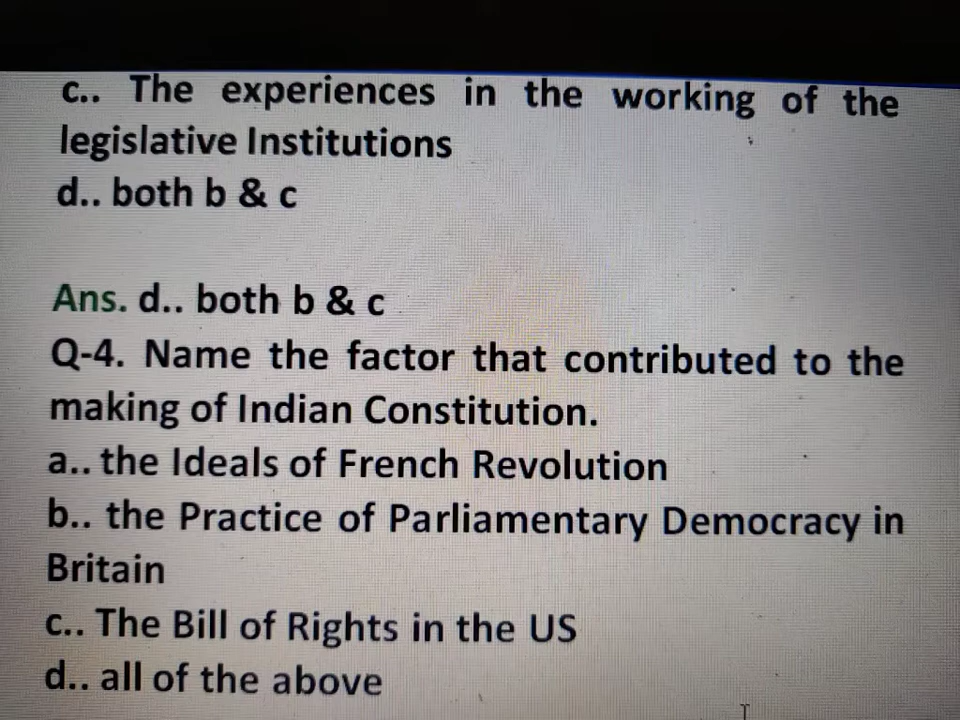 c.. The experiences in the working of the
legislative Institutions
d.. both b & c
Ans. d.. both b & c
Q-4. Name the factor that contributed to the
making of Indian Constitution.
a.. the Ideals of French Revolution
b.. the Practice of Parliamentary Democracy in
Britain
c.. The Bill of Rights in the US
d.. all of the above